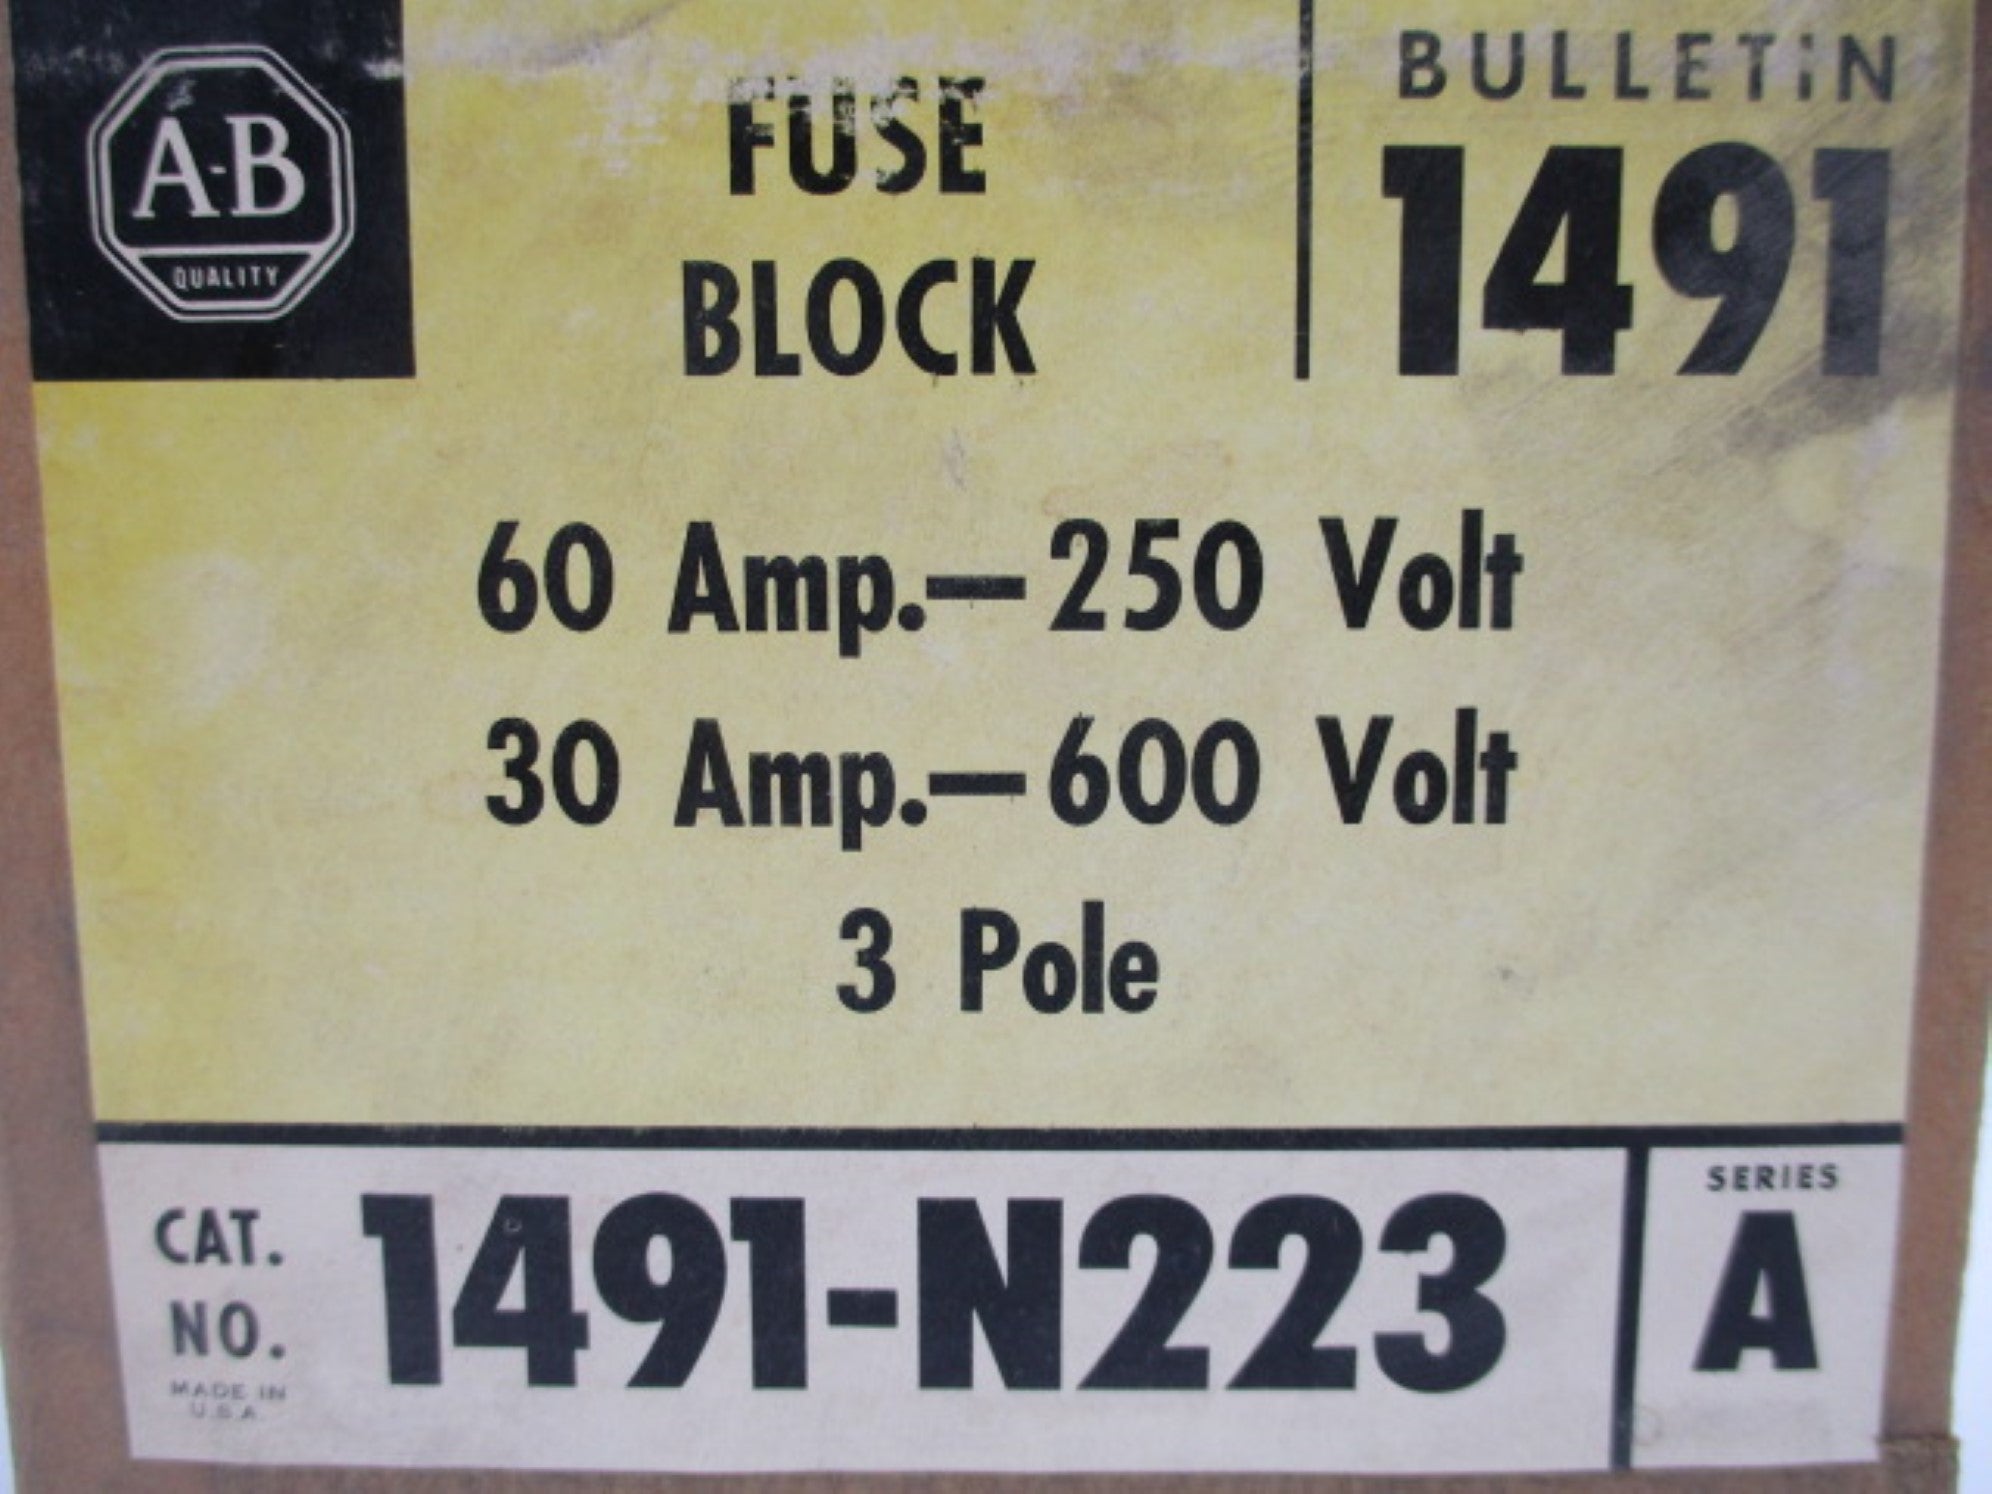 A-B
QUALITY
FUSE
BLOCK
BULLETIN
1491
60 Amp.—250 Volt
30 Amp.—600 Volt
3 Pole
CAT.
NO.
MADE IN
U.S.A.
1491-N223
SERIES
A